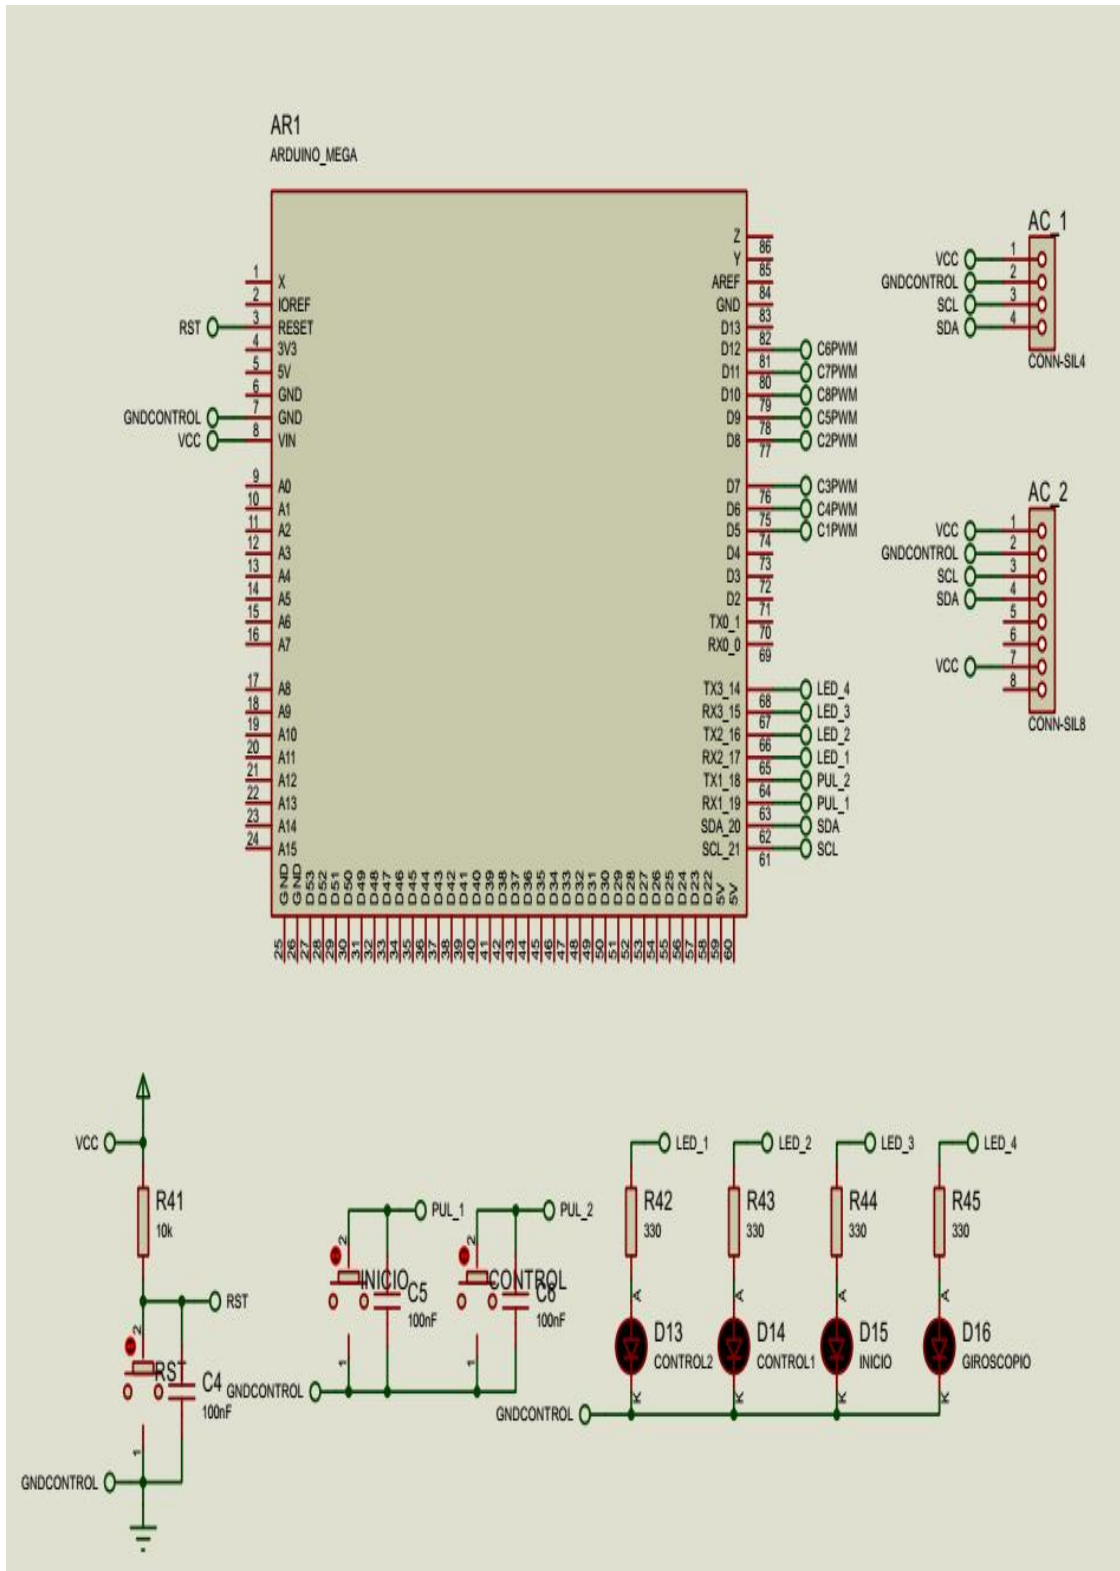 AR1
ARDUINO_MEGA
1 X
2 IOREF
RST 3 RESET
4 3V3
5 5V
6 GND
GNDCONTROL 7 GND
VCC 8 VIN
9 A0
10 A1
11 A2
12 A3
13 A4
14 A5
15 A6
16 A7
17 A8
18 A9
19 A10
20 A11
21 A12
22 A13
23 A14
24 A15
Z 86
Y 85
AREF 84
GND 83
D13 82
D12 81 C6PWM
D11 80 C7PWM
D10 79 C8PWM
D9 78 C5PWM
D8 77 C2PWM
D7 76 C3PWM
D6 75 C4PWM
D5 74 C1PWM
D4 73
D3 72
D2 71
TX0_1 70
RX0_0 69
TX3_14 68 LED_4
RX3_15 67 LED_3
TX2_16 66 LED_2
RX2_17 65 LED_1
TX1_18 64 PUL_2
RX1_19 63 PUL_1
SDA_20 62 SDA
SCL_21 61 SCL
GND GND D53 D52 D51 D50 D49 D48 D47 D46 D45 D44 D43 D42 D41 D40 D39 D38 D37 D36 D35 D34 D33 D32 D31 D30 D29 D28 D27 D26 D25 D24 D23 D22 5V 5V
25 26 27 28 29 30 31 32 33 34 35 36 37 38 39 40 41 42 43 44 45 46 47 48 49 50 51 52 53 54 55 56 57 58 59 60
AC_1
VCC 1
GNDCONTROL 2
SCL 3
SDA 4
CONN-SIL4
AC_2
VCC 1
GNDCONTROL 2
SCL 3
SDA 4
5
6
VCC 7
8
CONN-SIL8
VCC
R41
10k
RST
2
RST
C4
100nF
1
GNDCONTROL
PUL_1
2
INICIO
C5
100nF
1
PUL_2
2
CONTROL
C6
100nF
1
GNDCONTROL
LED_1
R42
330
A
D13
CONTROL2
K
LED_2
R43
330
A
D14
CONTROL1
K
LED_3
R44
330
A
D15
INICIO
K
LED_4
R45
330
A
D16
GIROSCOPIO
K
GNDCONTROL